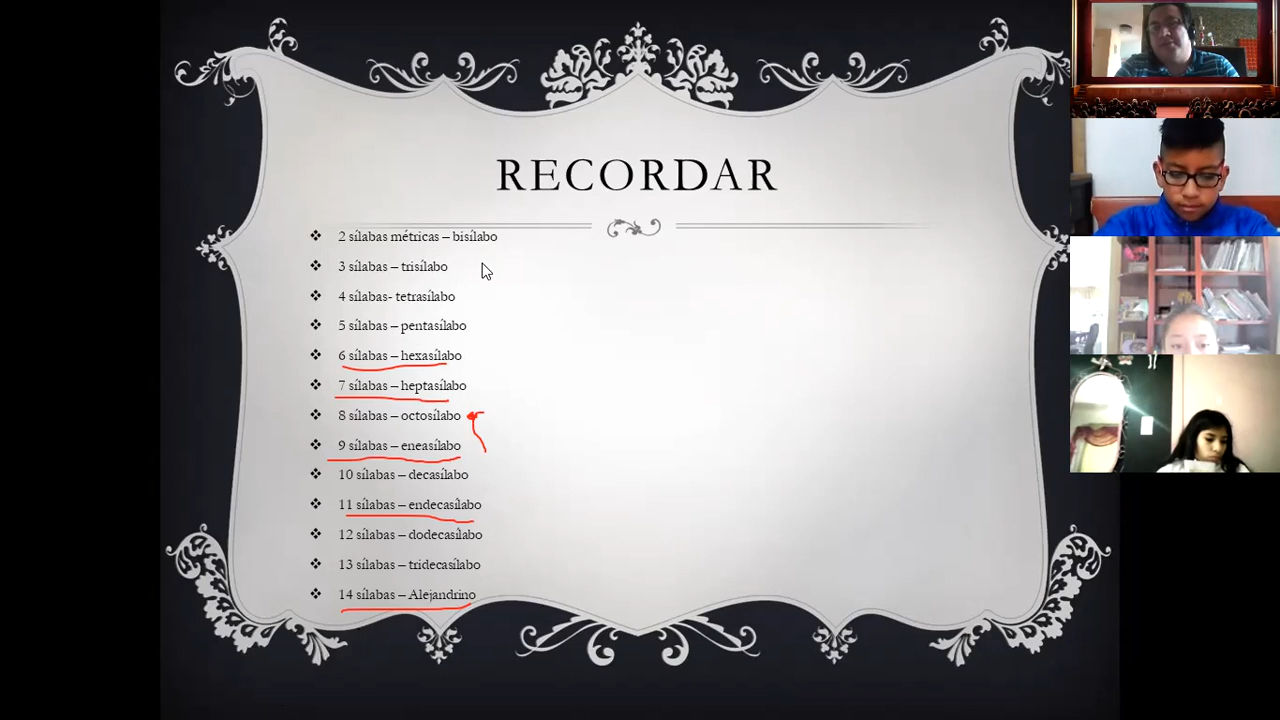 RECORDAR
2 sílabas métricas – bisílabo
3 sílabas – trisílabo
4 sílabas- tetrasílabo
5 sílabas – pentasílabo
6 sílabas – hexasílabo
7 sílabas – heptasílabo
8 sílabas – octosílabo
9 sílabas – eneasílabo
10 sílabas – decasílabo
11 sílabas – endecasílabo
12 sílabas – dodecasílabo
13 sílabas – tridecasílabo
14 sílabas – Alejandrino